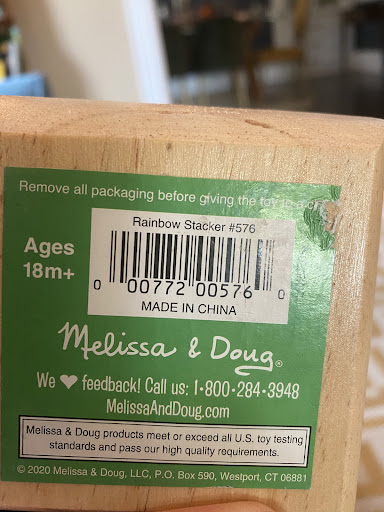 Remove all packaging before giving the toy to a
Rainbow Stacker #576
Ages
18m+
0 00772 00576 0
MADE IN CHINA
Melissa & Doug®
We ♥ feedback! Call us: 1•800•284•3948
MelissaAndDoug.com
Melissa & Doug products meet or exceed all U.S. toy testing
standards and pass our high quality requirements.
© 2020 Melissa & Doug, LLC, P.O. Box 590, Westport, CT 06881